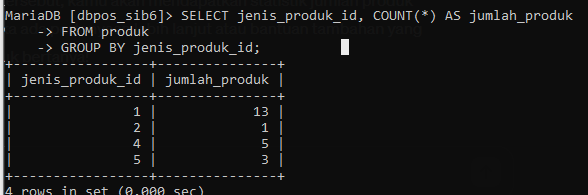 MariaDB [dbpos_sib6]> SELECT jenis_produk_id, COUNT(*) AS jumlah_produk
    -> FROM produk
    -> GROUP BY jenis_produk_id;
+-----------------+---------------+
| jenis_produk_id | jumlah_produk |
+-----------------+---------------+
|               1 |            13 |
|               2 |             1 |
|               4 |             5 |
|               5 |             3 |
+-----------------+---------------+
4 rows in set (0.000 sec)